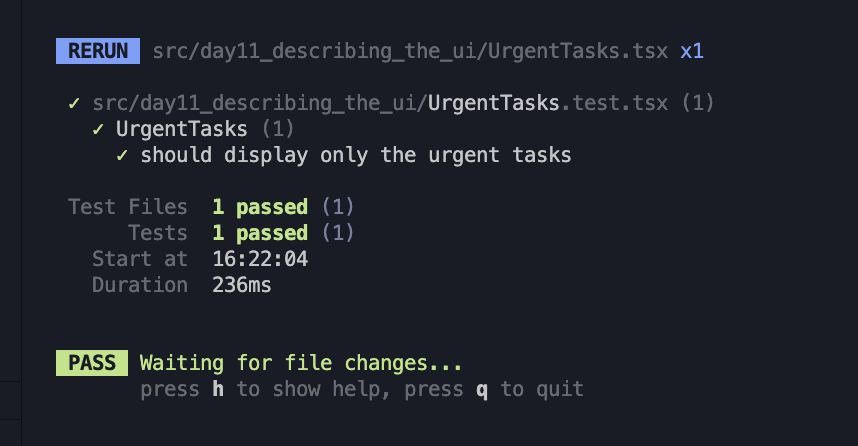 RERUN src/day11_describing_the_ui/UrgentTasks.tsx x1
✓ src/day11_describing_the_ui/UrgentTasks.test.tsx (1)
✓ UrgentTasks (1)
✓ should display only the urgent tasks
Test Files 1 passed (1)
Tests 1 passed (1)
Start at 16:22:04
Duration 236ms
PASS Waiting for file changes...
press h to show help, press q to quit